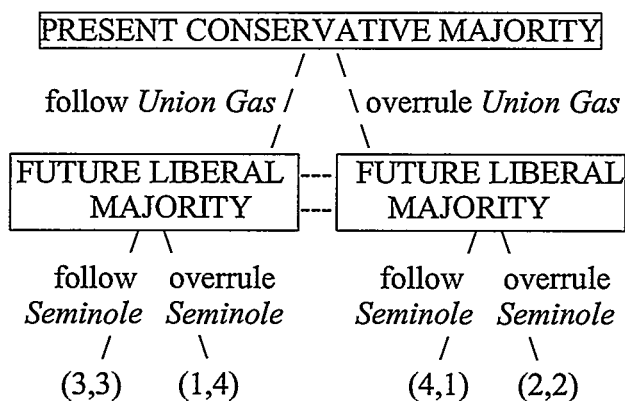 PRESENT CONSERVATIVE MAJORITY
follow Union Gas / \ overrule Union Gas
FUTURE LIBERAL MAJORITY --- --- FUTURE LIBERAL MAJORITY
follow Seminole overrule Seminole follow Seminole overrule Seminole
(3,3) (1,4) (4,1) (2,2)